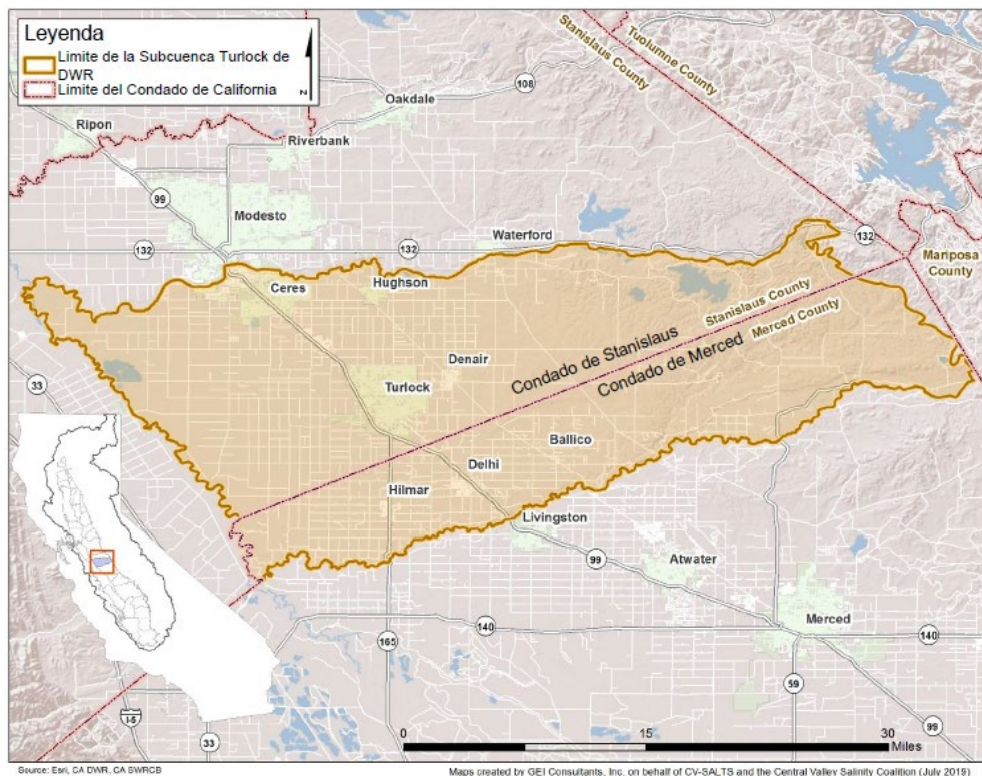 Leyenda
Limite de la Subcuenca Turlock de
DWR
Limite del Condado de California
z
Tuolumne County
Stanislaus County
108
Oakdale
Ripon
Riverbank
99
Modesto
132
132
Waterford
132
Mariposa
County
Ceres
Hughson
Stanislaus County
Merced County
Condado de Stanislaus
Condado de Merced
Denair
33
Turlock
Ballico
Delhi
Hilmar
Livingston
99
Atwater
Merced
140
140
165
59
99
I-5
33
0
15
30
Miles
Source: Esri, CA DWR, CA SWRCB
Maps created by GEI Consultants, Inc. on behalf of CV-SALTS and the Central Valley Salinity Coalition (July 2019)